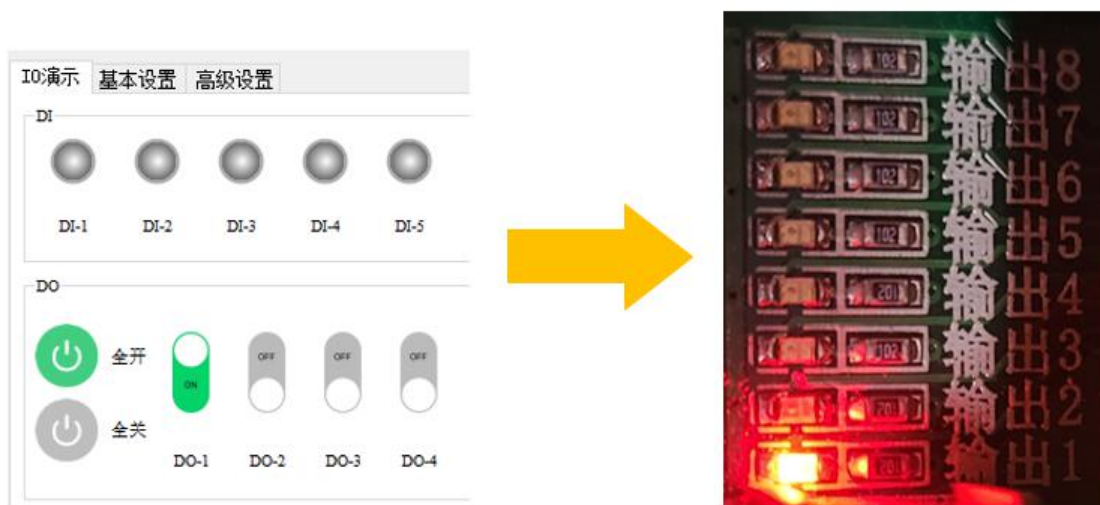 IO演示 基本设置 高级设置
DI
DI-1 DI-2 DI-3 DI-4 DI-5
DO
全开
ON OFF OFF OFF
全关
DO-1 DO-2 DO-3 DO-4
102 输出8
102 输出7
102 输出6
102 输出5
201 输出4
102 输出3
201 输出2
201 输出1